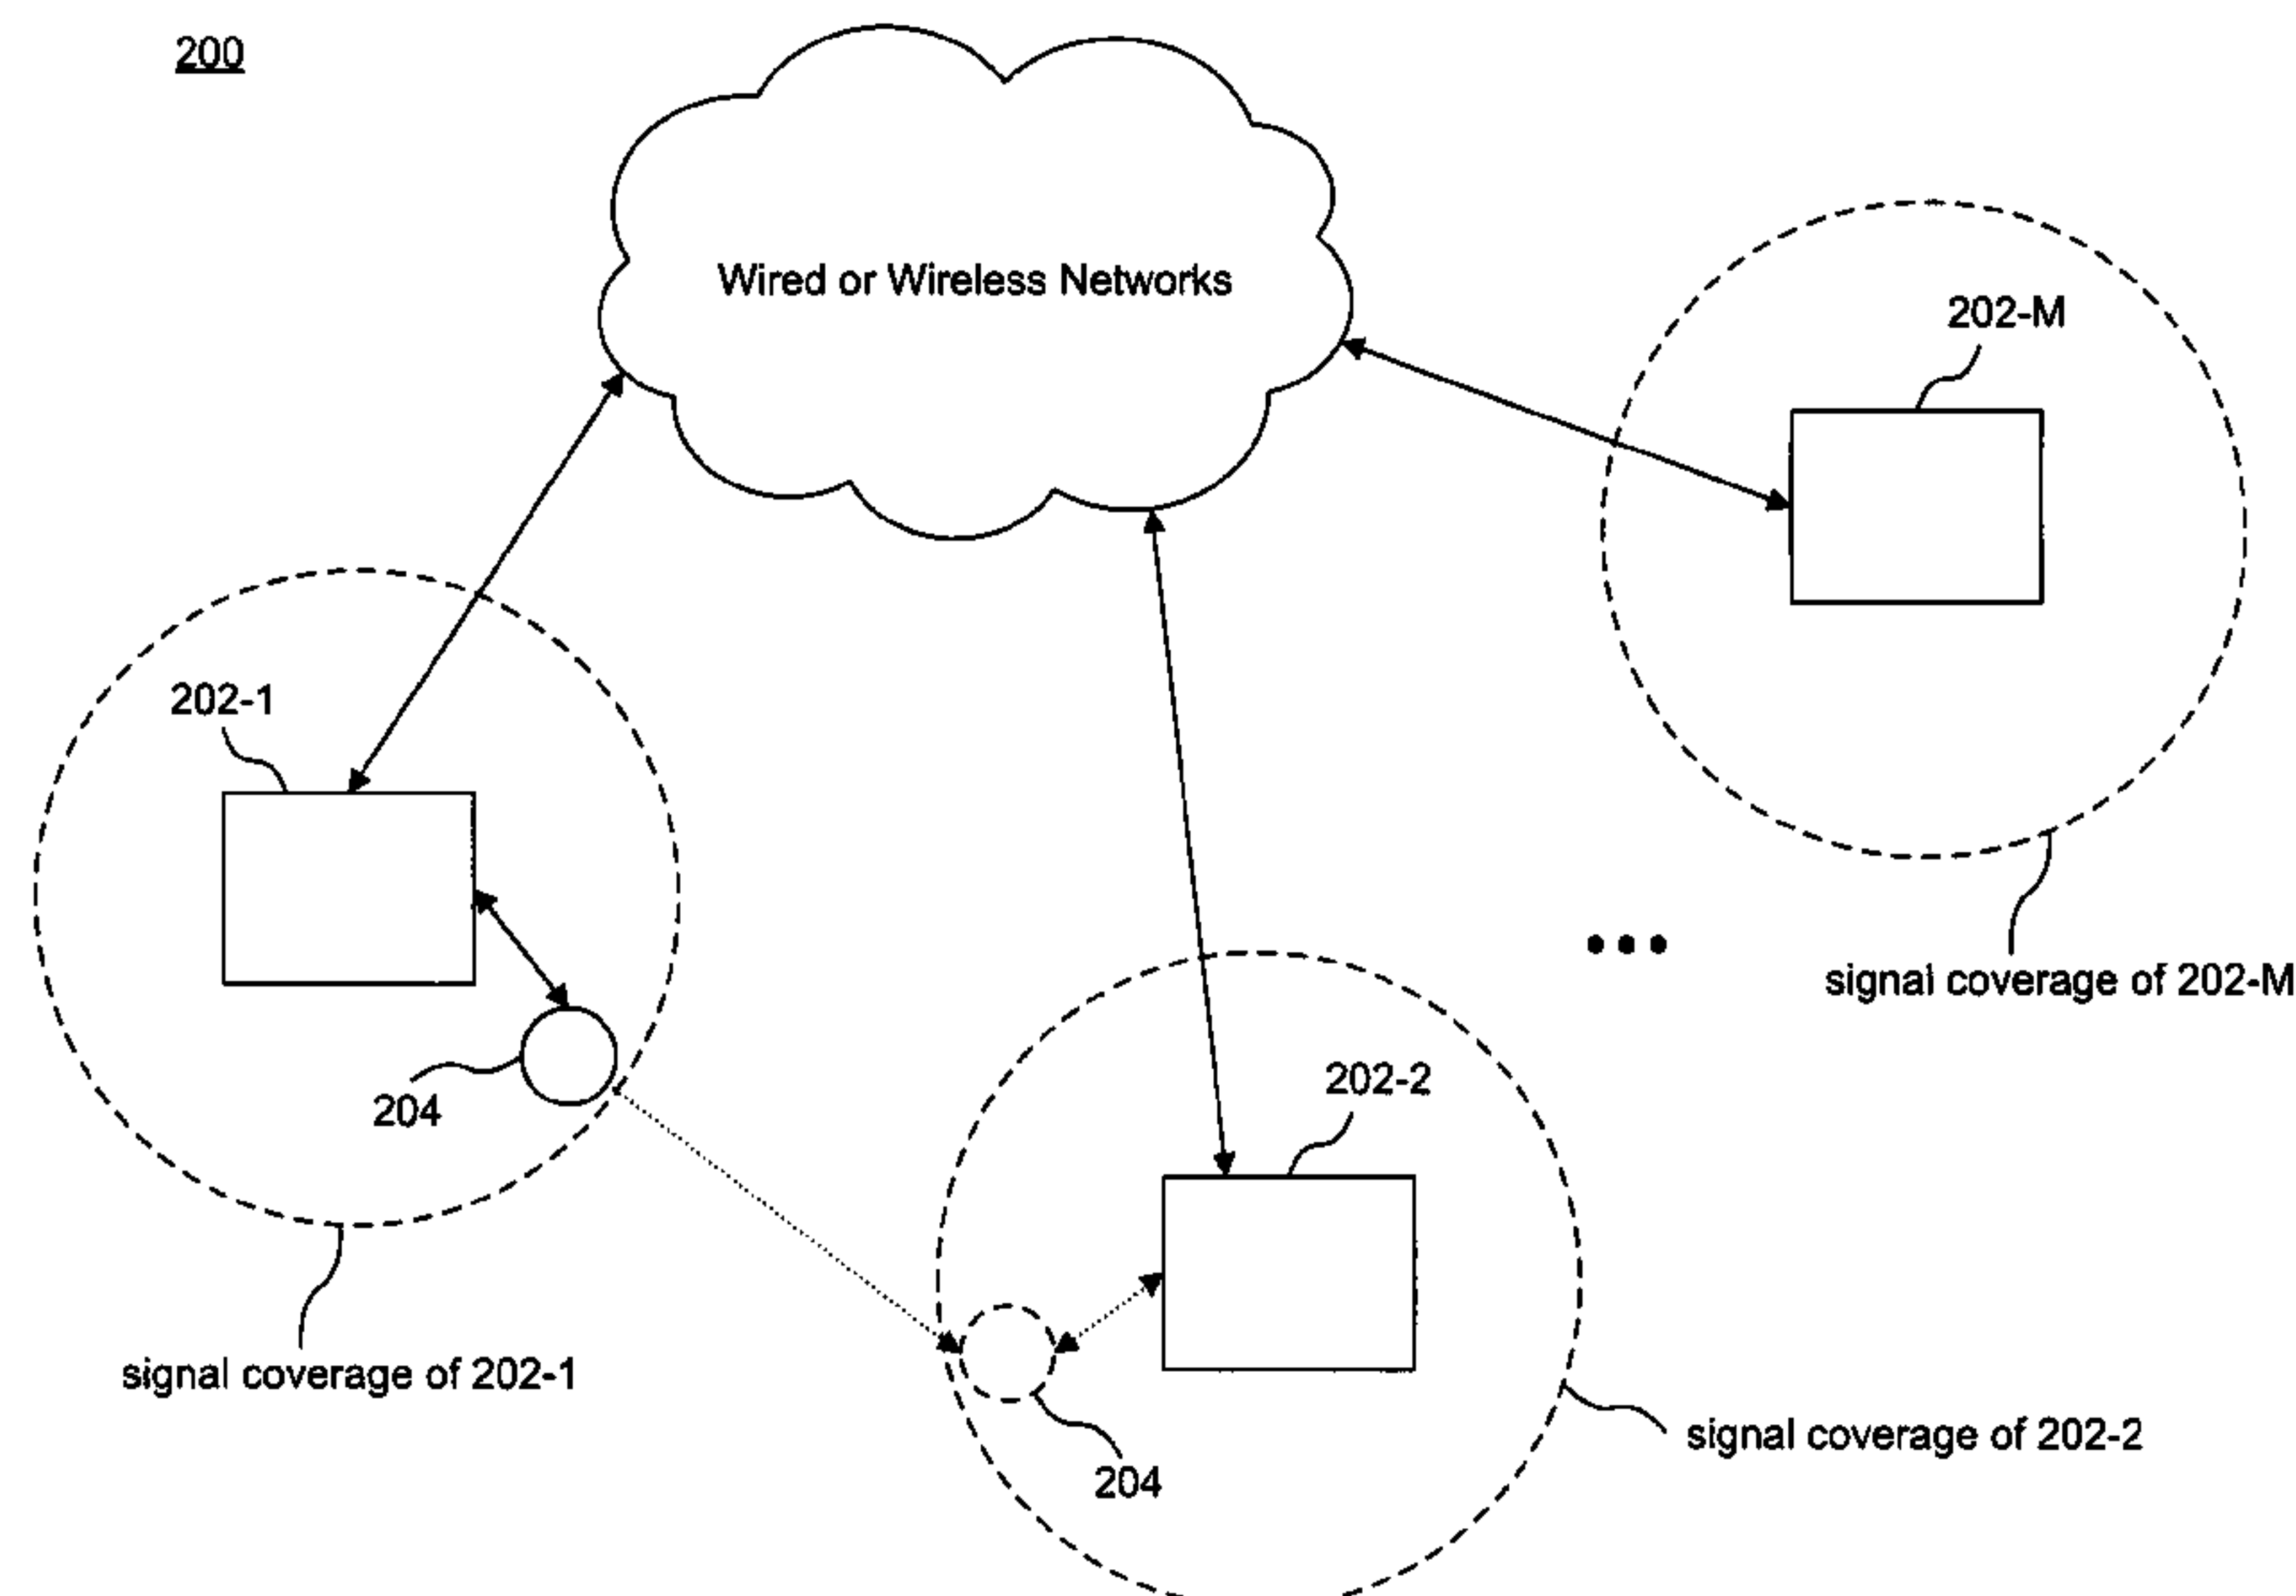 200
Wired or Wireless Networks
202-M
202-1
signal coverage of 202-M
204
202-2
signal coverage of 202-1
signal coverage of 202-2
204